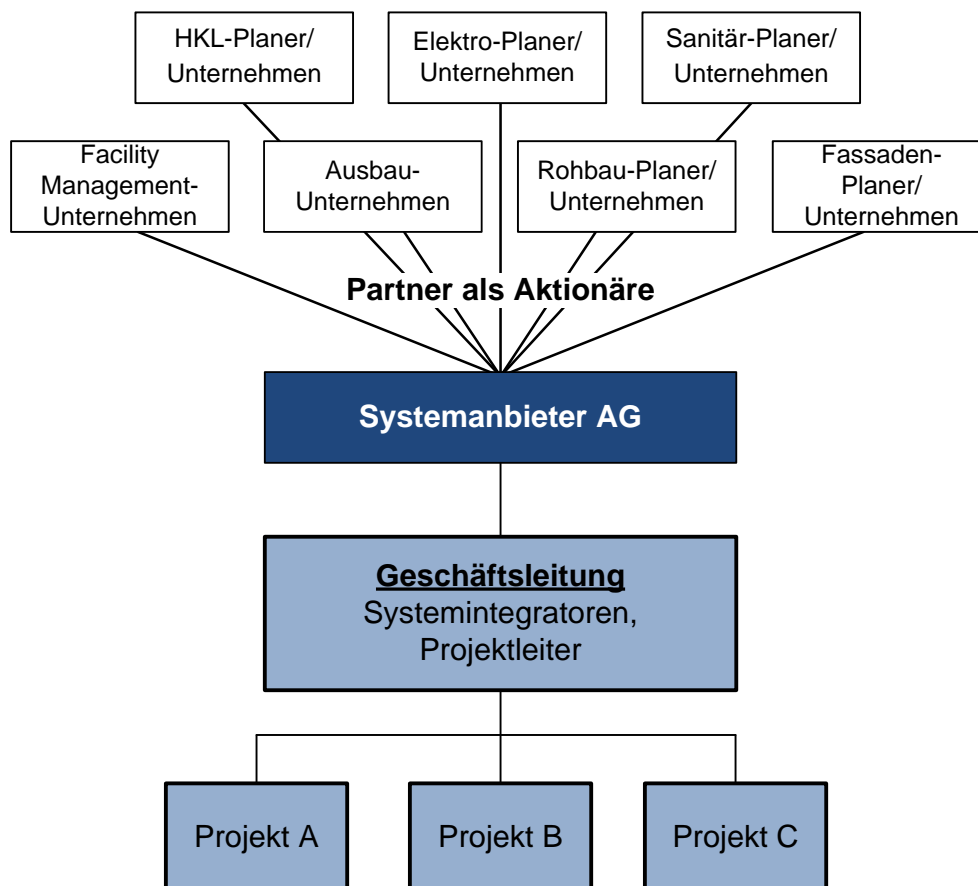 HKL-Planer/
Unternehmen
Elektro-Planer/
Unternehmen
Sanitär-Planer/
Unternehmen
Facility
Management-
Unternehmen
Ausbau-
Unternehmen
Rohbau-Planer/
Unternehmen
Fassaden-
Planer/
Unternehmen
Partner als Aktionäre
Systemanbieter AG
Geschäftsleitung
Systemintegratoren,
Projektleiter
Projekt A
Projekt B
Projekt C